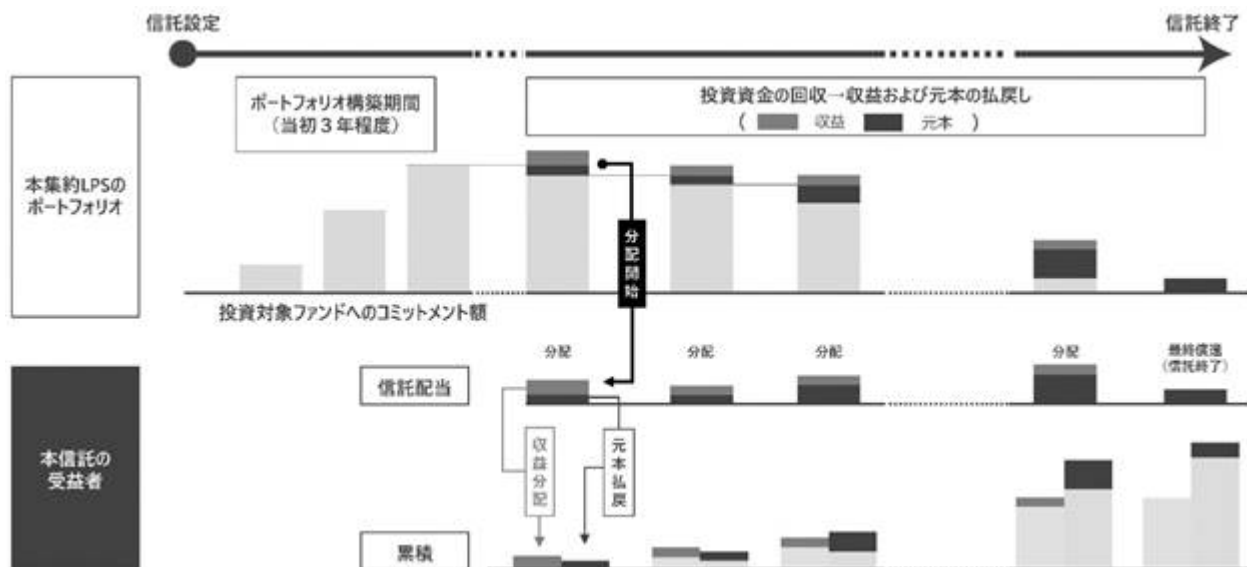 信託設定
信託終了
ポートフォリオ構築期間
（当初３年程度）
投資資金の回収→収益および元本の払戻し
（ 収益 元本 ）
本集約LPSの
ポートフォリオ
分配開始
投資対象ファンドへのコミットメント額
分配
分配
分配
分配
最終償還
（信託終了）
信託配当
本信託の
受益者
収益分配
元本払戻
累積